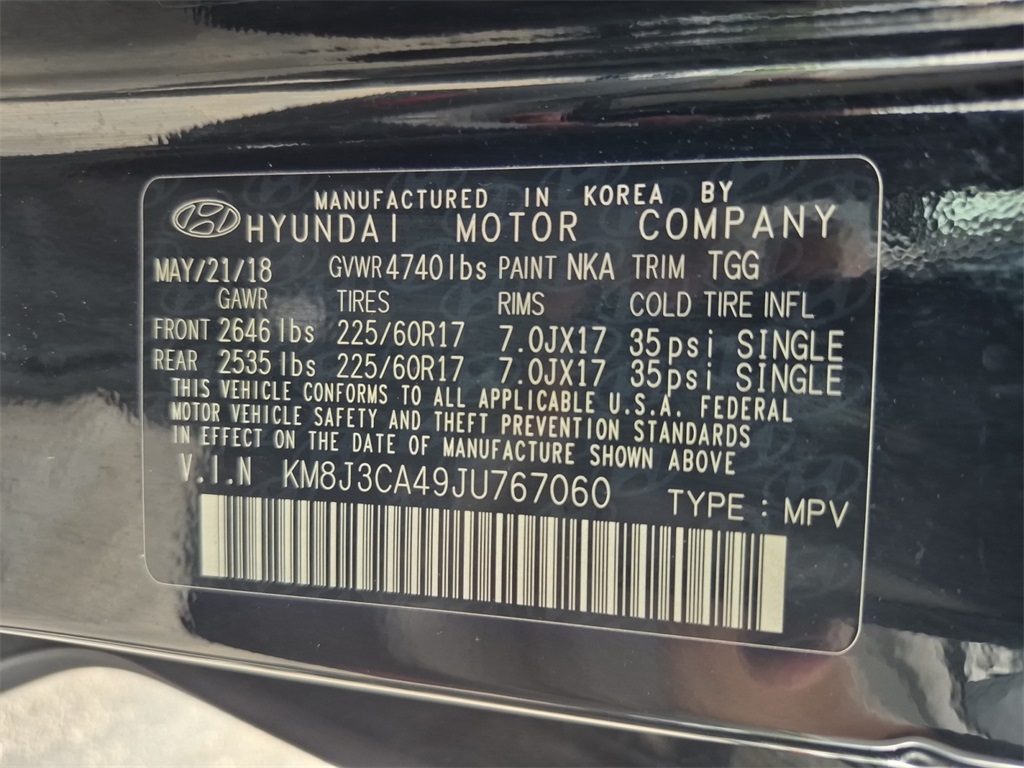 MANUFACTURED IN KOREA BY
HYUNDAI MOTOR COMPANY
MAY/21/18 GVWR 4740lbs PAINT NKA TRIM TGG
GAWR TIRES RIMS COLD TIRE INFL
FRONT 2646 lbs 225/60R17 7.0JX17 35psi SINGLE
REAR 2535 lbs 225/60R17 7.0JX17 35psi SINGLE
THIS VEHICLE CONFORMS TO ALL APPLICABLE U.S.A. FEDERAL
MOTOR VEHICLE SAFETY AND THEFT PREVENTION STANDARDS
IN EFFECT ON THE DATE OF MANUFACTURE SHOWN ABOVE
V.I.N KM8J3CA49JU767060 TYPE : MPV